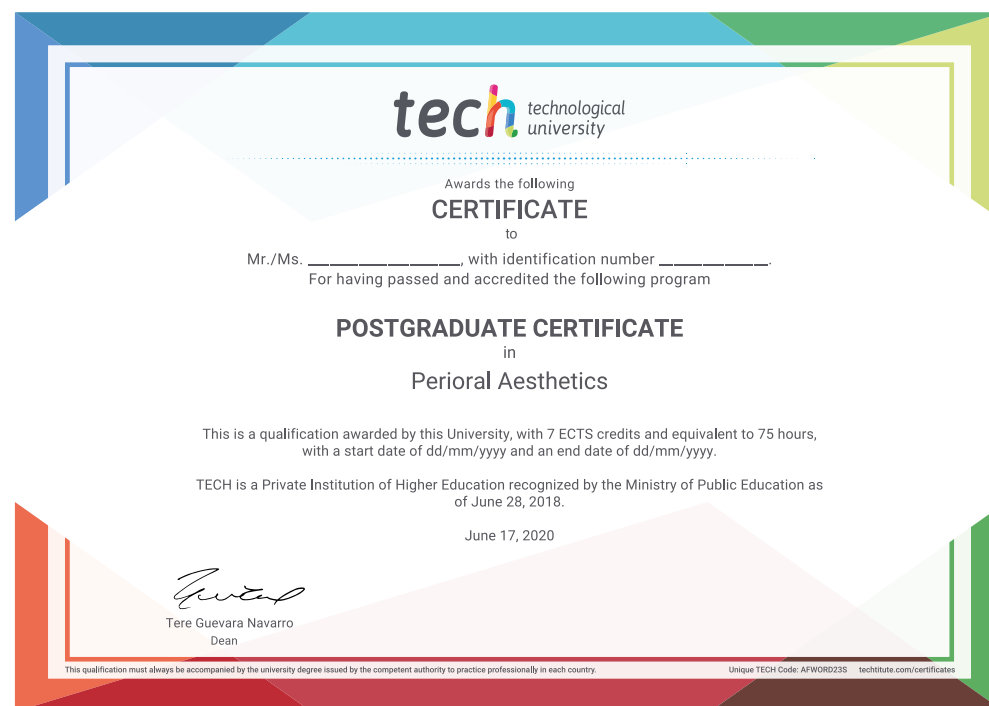 tech technological
university
Awards the following
CERTIFICATE
to
Mr./Ms. ____________________, with identification number ______________.
For having passed and accredited the following program
POSTGRADUATE CERTIFICATE
in
Perioral Aesthetics
This is a qualification awarded by this University, with 7 ECTS credits and equivalent to 75 hours,
with a start date of dd/mm/yyyy and an end date of dd/mm/yyyy.
TECH is a Private Institution of Higher Education recognized by the Ministry of Public Education as
of June 28, 2018.
June 17, 2020
Tere Guevara Navarro
Dean
This qualification must always be accompanied by the university degree issued by the competent authority to practice professionally in each country. Unique TECH Code: AFWORD23S techtitute.com/certificates